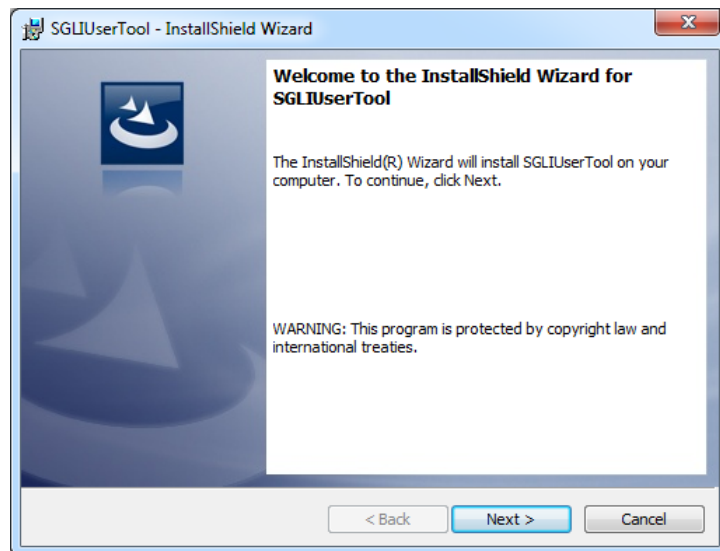 SGLIUserTool - InstallShield Wizard
Welcome to the InstallShield Wizard for
SGLIUserTool
The InstallShield(R) Wizard will install SGLIUserTool on your
computer. To continue, click Next.
WARNING: This program is protected by copyright law and
international treaties.
< Back Next > Cancel